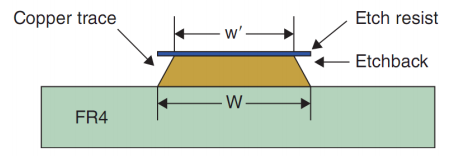 Copper trace
w'
Etch resist
Etchback
W
FR4